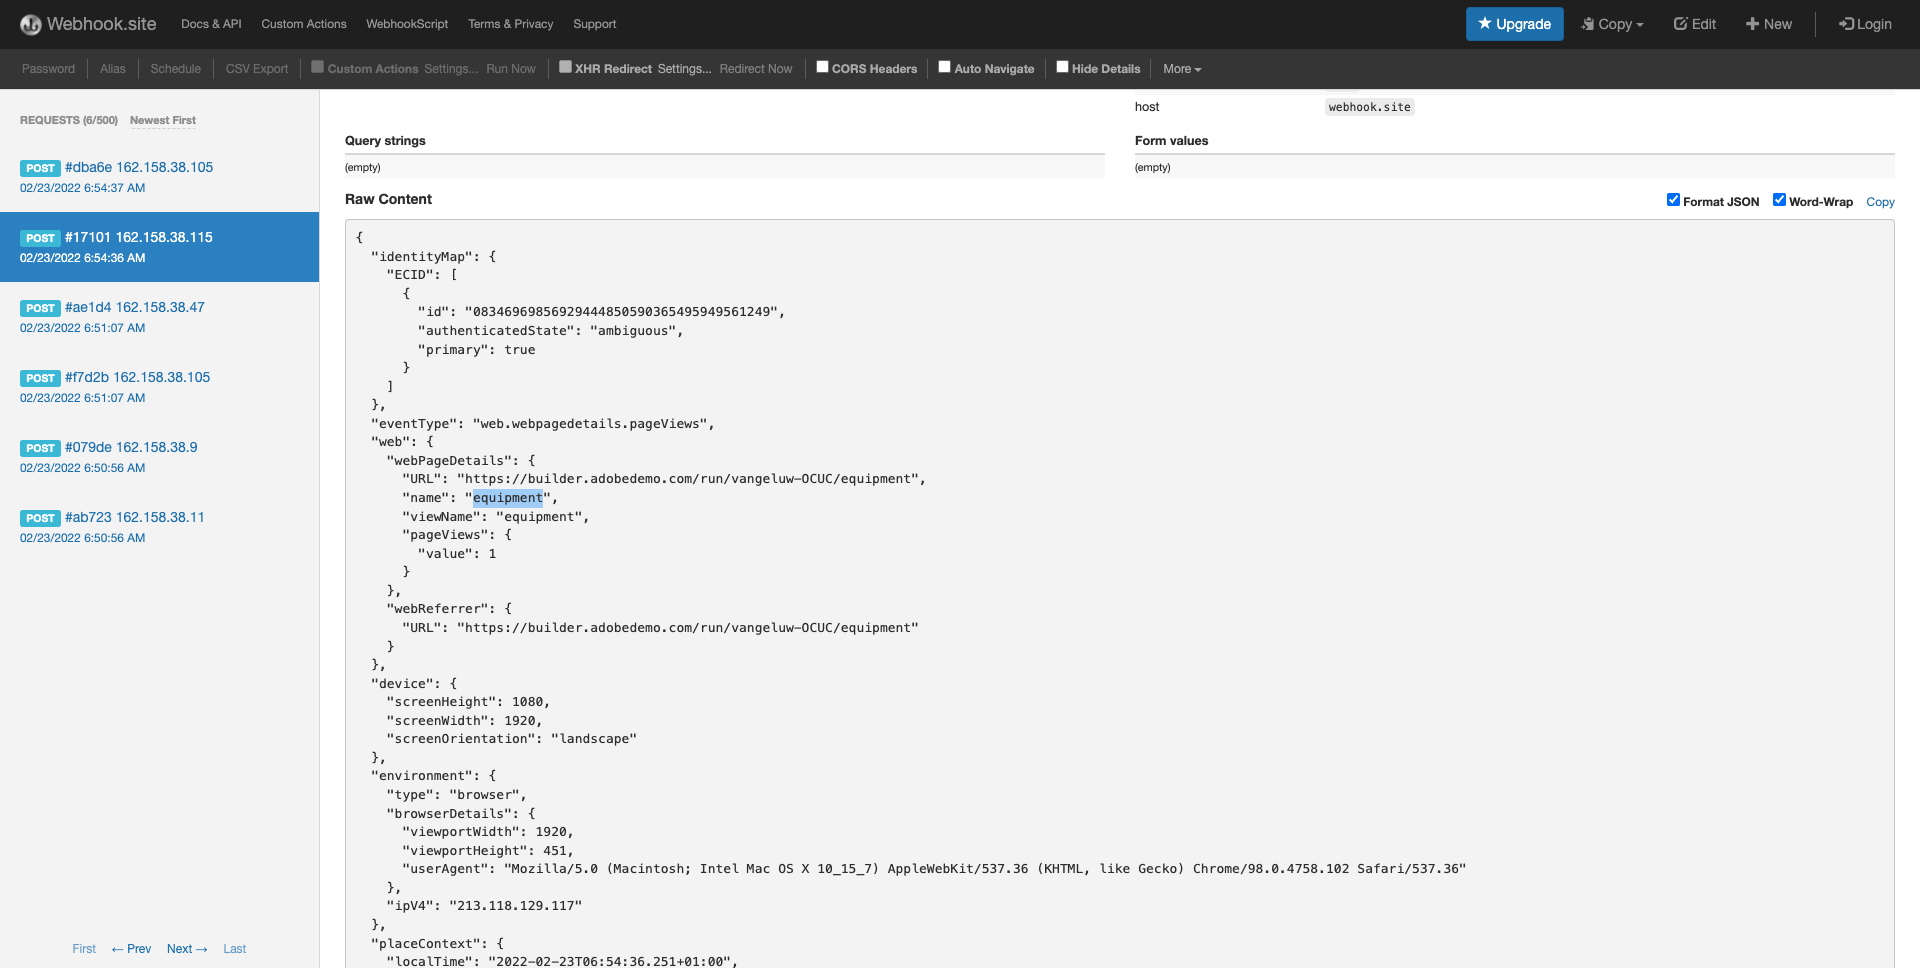 Webhook.site Docs & API Custom Actions WebhookScript Terms & Privacy Support Upgrade Copy Edit New Login
Password Alias Schedule CSV Export Custom Actions Settings... Run Now XHR Redirect Settings... Redirect Now CORS Headers Auto Navigate Hide Details More
REQUESTS (6/500) Newest First
POST #dba6e 162.158.38.105
02/23/2022 6:54:37 AM
POST #17101 162.158.38.115
02/23/2022 6:54:36 AM
POST #ae1d4 162.158.38.47
02/23/2022 6:51:07 AM
POST #f7d2b 162.158.38.105
02/23/2022 6:51:07 AM
POST #079de 162.158.38.9
02/23/2022 6:50:56 AM
POST #ab723 162.158.38.11
02/23/2022 6:50:56 AM
First ← Prev Next → Last
host webhook.site
Query strings
(empty)
Form values
(empty)
Raw Content
Format JSON Word-Wrap Copy
{
"identityMap": {
"ECID": [
{
"id": "08346969856929444850590365495949561249",
"authenticatedState": "ambiguous",
"primary": true
}
]
},
"eventType": "web.webpagedetails.pageViews",
"web": {
"webPageDetails": {
"URL": "https://builder.adobedemo.com/run/vangeluw-OCUC/equipment",
"name": "equipment",
"viewName": "equipment",
"pageViews": {
"value": 1
}
},
"webReferrer": {
"URL": "https://builder.adobedemo.com/run/vangeluw-OCUC/equipment"
}
},
"device": {
"screenHeight": 1080,
"screenWidth": 1920,
"screenOrientation": "landscape"
},
"environment": {
"type": "browser",
"browserDetails": {
"viewportWidth": 1920,
"viewportHeight": 451,
"userAgent": "Mozilla/5.0 (Macintosh; Intel Mac OS X 10_15_7) AppleWebKit/537.36 (KHTML, like Gecko) Chrome/98.0.4758.102 Safari/537.36"
},
"ipV4": "213.118.129.117"
},
"placeContext": {
"localTime": "2022-02-23T06:54:36.251+01:00",